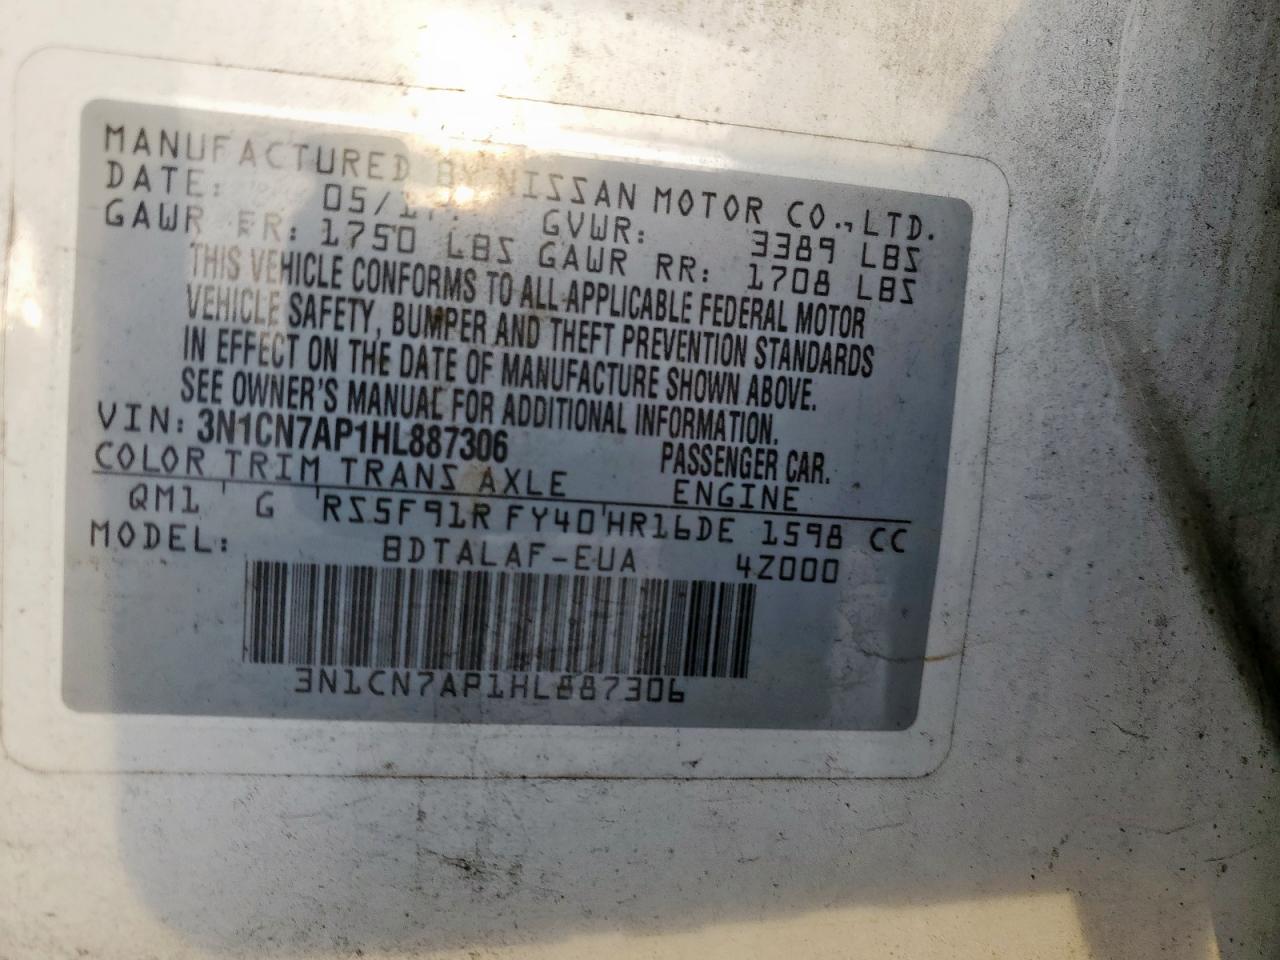 MANUFACTURED BY NISSAN MOTOR CO., LTD.
DATE: 05/17 GVWR: 3389 LBS
GAWR FR: 1750 LBS GAWR RR: 1708 LBS
THIS VEHICLE CONFORMS TO ALL APPLICABLE FEDERAL MOTOR
VEHICLE SAFETY, BUMPER AND THEFT PREVENTION STANDARDS
IN EFFECT ON THE DATE OF MANUFACTURE SHOWN ABOVE.
SEE OWNER'S MANUAL FOR ADDITIONAL INFORMATION.
VIN: 3N1CN7AP1HL887306 PASSENGER CAR.
COLOR TRIM TRANS AXLE ENGINE
QM1 G RS5F91R FY40 HR16DE 1598 CC
MODEL: BDTALAF-EUA 4Z000
3N1CN7AP1HL887306